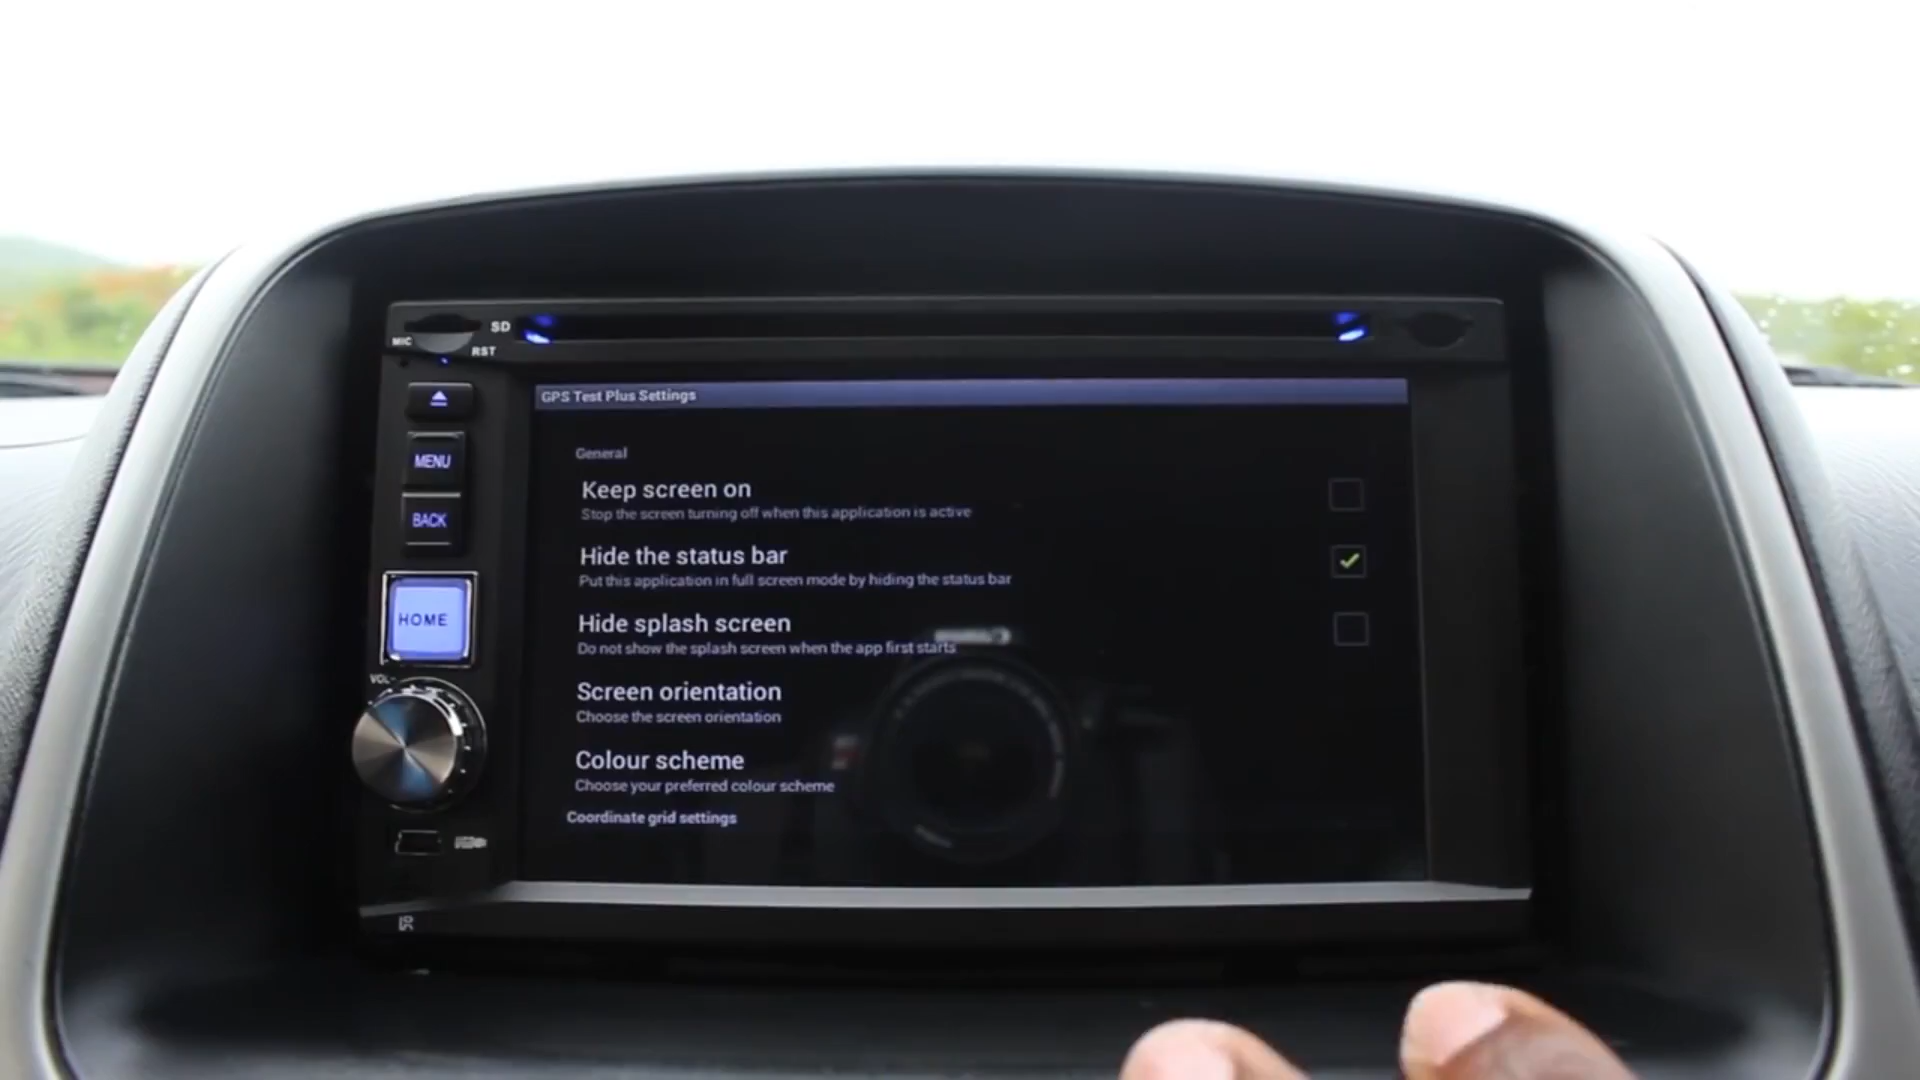 SD
MIC
RST
GPS Test Plus Settings
MENU
BACK
HOME
VOL
IR
General
Keep screen on
Stop the screen turning off when this application is active
Hide the status bar
Put this application in full screen mode by hiding the status bar
Hide splash screen
Do not show the splash screen when the app first starts
Screen orientation
Choose the screen orientation
Colour scheme
Choose your preferred colour scheme
Coordinate grid settings